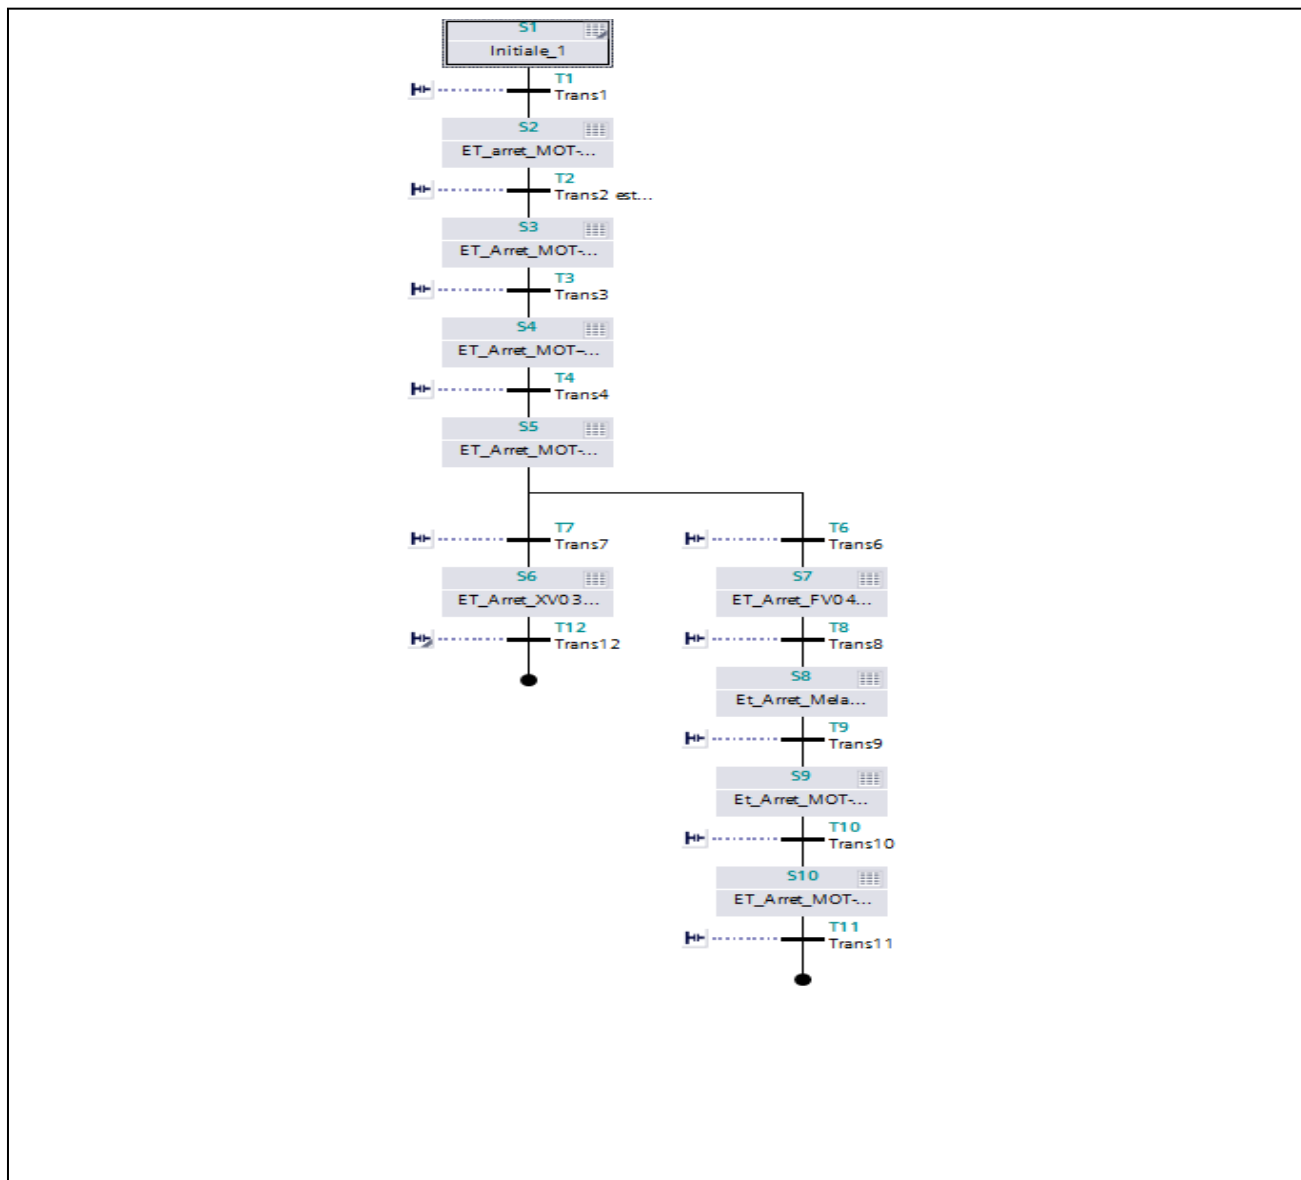 S1
Initiale_1
T1
Trans1
S2
ET_arret_MOT-...
T2
Trans2 est...
S3
ET_Arret_MOT-...
T3
Trans3
S4
ET_Arret_MOT-...
T4
Trans4
S5
ET_Arret_MOT-...
T7
Trans7
T6
Trans6
S6
ET_Arret_XV03...
S7
ET_Arret_FV04...
T12
Trans12
T8
Trans8
S8
Et_Arret_Mela...
T9
Trans9
S9
Et_Arret_MOT-...
T10
Trans10
S10
ET_Arret_MOT-...
T11
Trans11